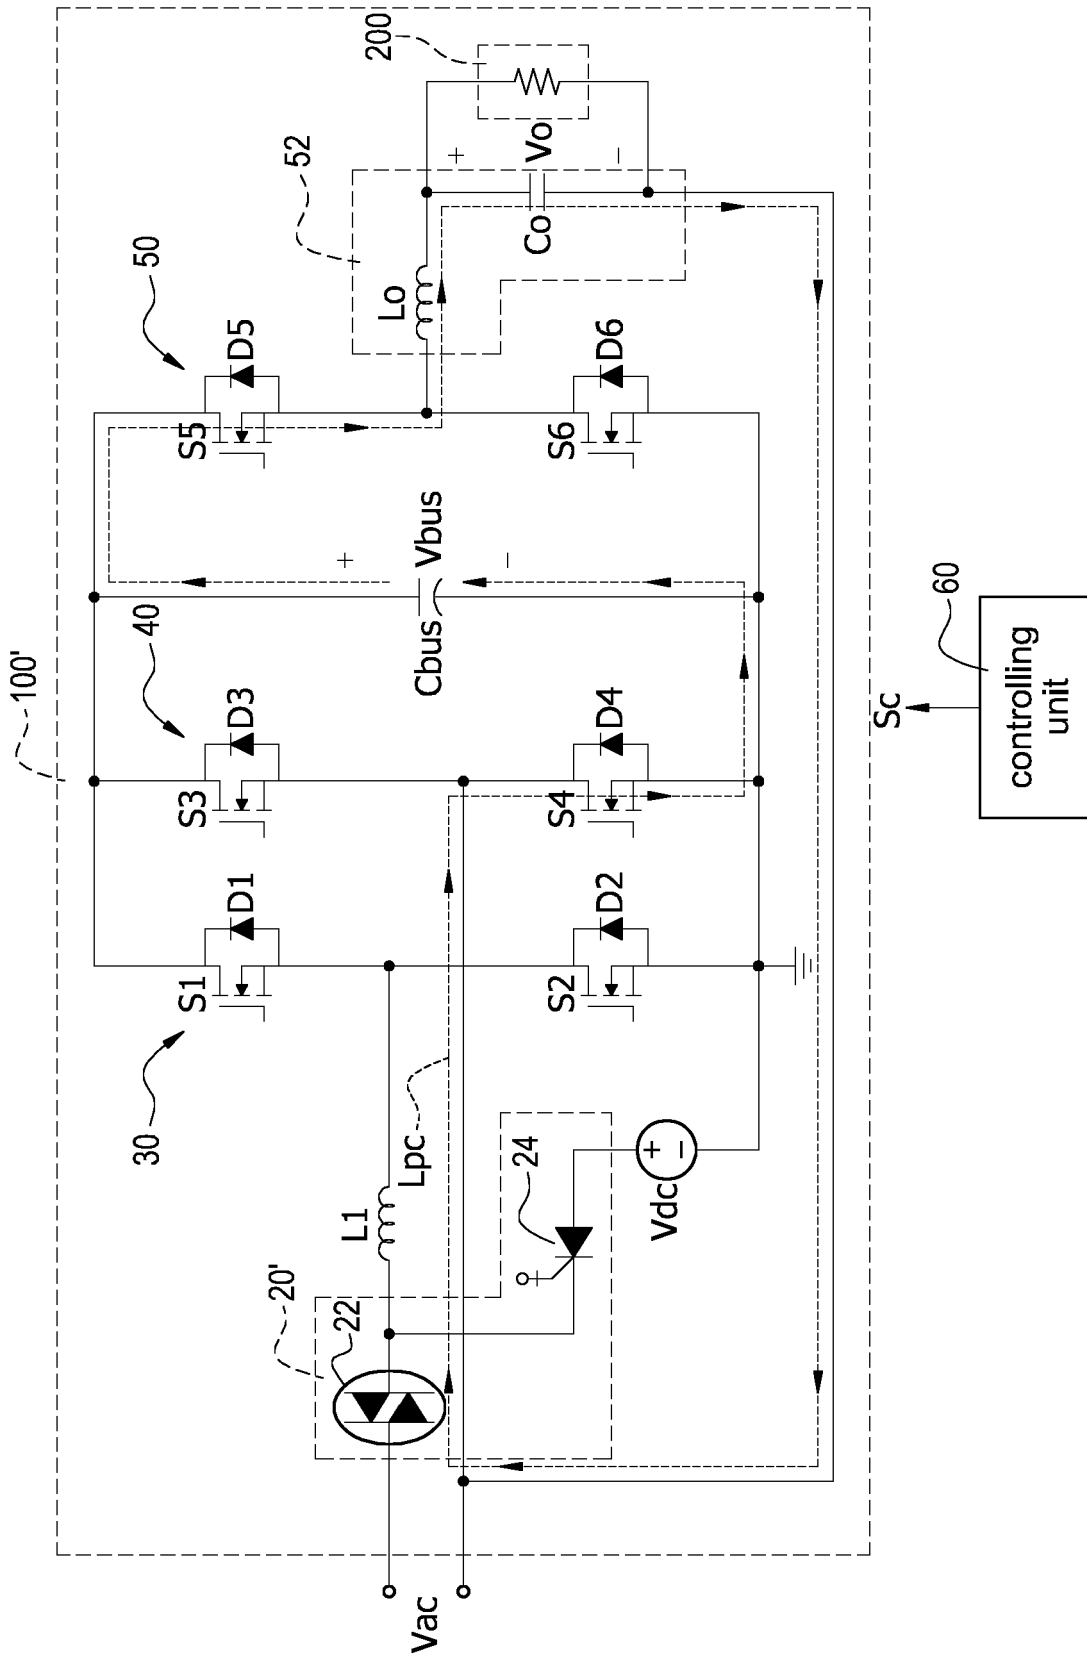 100'
30
40
50
52
200
S1
D1
S3
D3
S5
D5
Lo
+
Vo
−
Co
20'
22
L1
Lpc
Cbus
+
Vbus
−
Vac
24
S2
D2
S4
D4
S6
D6
Vdc
+
−
Sc
60
controlling
unit